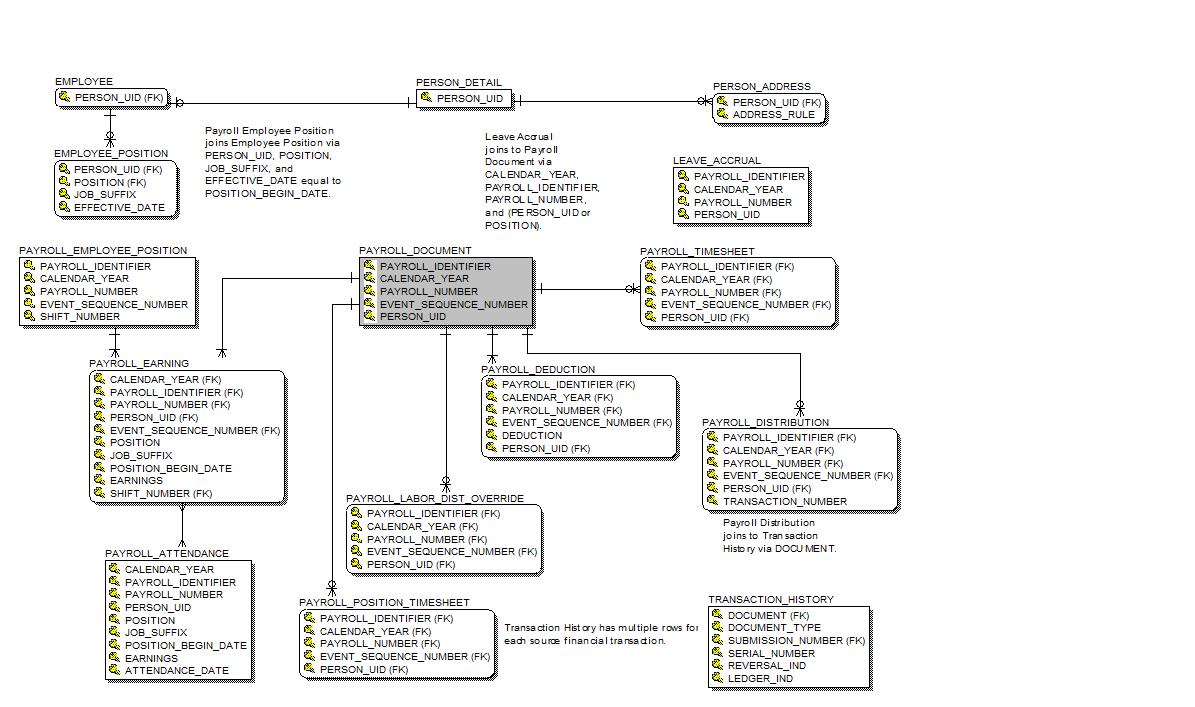 EMPLOYEE
PERSON_UID (FK)
PERSON_DETAIL
PERSON_UID
PERSON_ADDRESS
PERSON_UID (FK)
ADDRESS_RULE
EMPLOYEE_POSITION
PERSON_UID (FK)
POSITION (FK)
JOB_SUFFIX
EFFECTIVE_DATE
Payroll Employee Position
joins Employee Position via
PERSON_UID, POSITION,
JOB_SUFFIX, and
EFFECTIVE_DATE equal to
POSITION_BEGIN_DATE.
Leave Accrual
joins to Payroll
Document via
CALENDAR_YEAR,
PAYROLL_IDENTIFIER,
PAYROLL_NUMBER,
and (PERSON_UID or
POSITION).
LEAVE_ACCRUAL
PAYROLL_IDENTIFIER
CALENDAR_YEAR
PAYROLL_NUMBER
PERSON_UID
PAYROLL_EMPLOYEE_POSITION
PAYROLL_IDENTIFIER
CALENDAR_YEAR
PAYROLL_NUMBER
EVENT_SEQUENCE_NUMBER
SHIFT_NUMBER
PAYROLL_DOCUMENT
PAYROLL_IDENTIFIER
CALENDAR_YEAR
PAYROLL_NUMBER
EVENT_SEQUENCE_NUMBER
PERSON_UID
PAYROLL_TIMESHEET
PAYROLL_IDENTIFIER (FK)
CALENDAR_YEAR (FK)
PAYROLL_NUMBER (FK)
EVENT_SEQUENCE_NUMBER (FK)
PERSON_UID (FK)
PAYROLL_EARNING
CALENDAR_YEAR (FK)
PAYROLL_IDENTIFIER (FK)
PAYROLL_NUMBER (FK)
PERSON_UID (FK)
EVENT_SEQUENCE_NUMBER (FK)
POSITION
JOB_SUFFIX
POSITION_BEGIN_DATE
EARNINGS
SHIFT_NUMBER (FK)
PAYROLL_DEDUCTION
PAYROLL_IDENTIFIER (FK)
CALENDAR_YEAR (FK)
PAYROLL_NUMBER (FK)
EVENT_SEQUENCE_NUMBER (FK)
DEDUCTION
PERSON_UID (FK)
PAYROLL_DISTRIBUTION
PAYROLL_IDENTIFIER (FK)
CALENDAR_YEAR (FK)
PAYROLL_NUMBER (FK)
EVENT_SEQUENCE_NUMBER (FK)
PERSON_UID (FK)
TRANSACTION_NUMBER
Payroll Distribution
joins to Transaction
History via DOCUMENT.
PAYROLL_LABOR_DIST_OVERRIDE
PAYROLL_IDENTIFIER (FK)
CALENDAR_YEAR (FK)
PAYROLL_NUMBER (FK)
EVENT_SEQUENCE_NUMBER (FK)
PERSON_UID (FK)
PAYROLL_ATTENDANCE
CALENDAR_YEAR
PAYROLL_IDENTIFIER
PAYROLL_NUMBER
PERSON_UID
POSITION
JOB_SUFFIX
POSITION_BEGIN_DATE
EARNINGS
ATTENDANCE_DATE
PAYROLL_POSITION_TIMESHEET
PAYROLL_IDENTIFIER (FK)
CALENDAR_YEAR (FK)
PAYROLL_NUMBER (FK)
EVENT_SEQUENCE_NUMBER (FK)
PERSON_UID (FK)
Transaction History has multiple rows for
each source financial transaction.
TRANSACTION_HISTORY
DOCUMENT (FK)
DOCUMENT_TYPE
SUBMISSION_NUMBER (FK)
SERIAL_NUMBER
REVERSAL_IND
LEDGER_IND